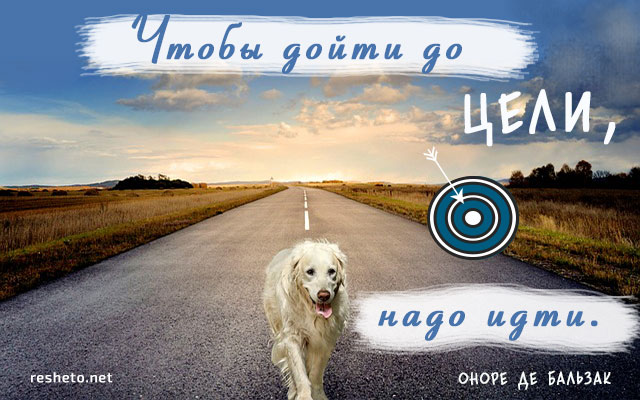 Чтобы дойти до
ЦЕЛИ,
надо идти.
resheto.net
ОНОРЕ ДЕ БАЛЬЗАК